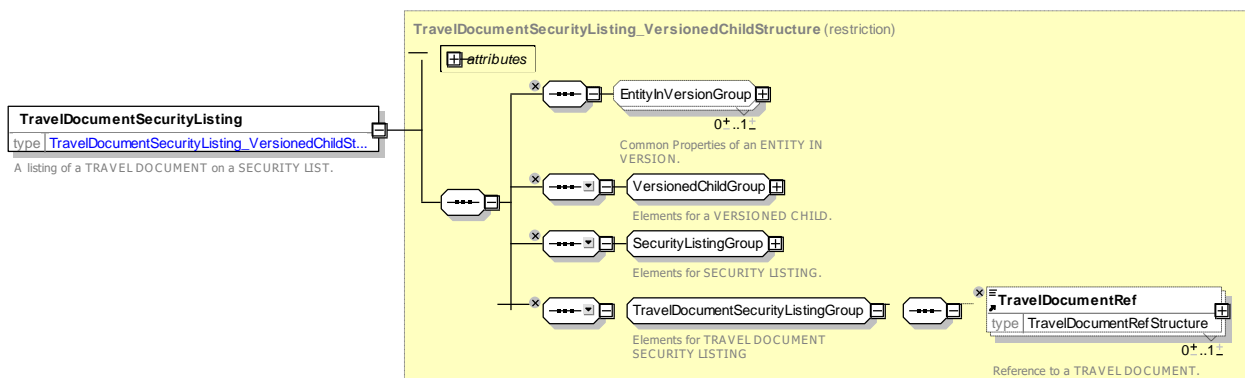 TravelDocumentSecurityListing_VersionedChildStructure (restriction)
attributes
EntityInVersionGroup
0..1
Common Properties of an ENTITY IN
VERSION.
TravelDocumentSecurityListing
type TravelDocumentSecurityListing_VersionedChildSt...
A listing of a TRAVEL DOCUMENT on a SECURITY LIST.
VersionedChildGroup
Elements for a VERSIONED CHILD.
SecurityListingGroup
Elements for SECURITY LISTING.
TravelDocumentSecurityListingGroup
Elements for TRAVEL DOCUMENT
SECURITY LISTING
TravelDocumentRef
type TravelDocumentRefStructure
0..1
Reference to a TRAVEL DOCUMENT.